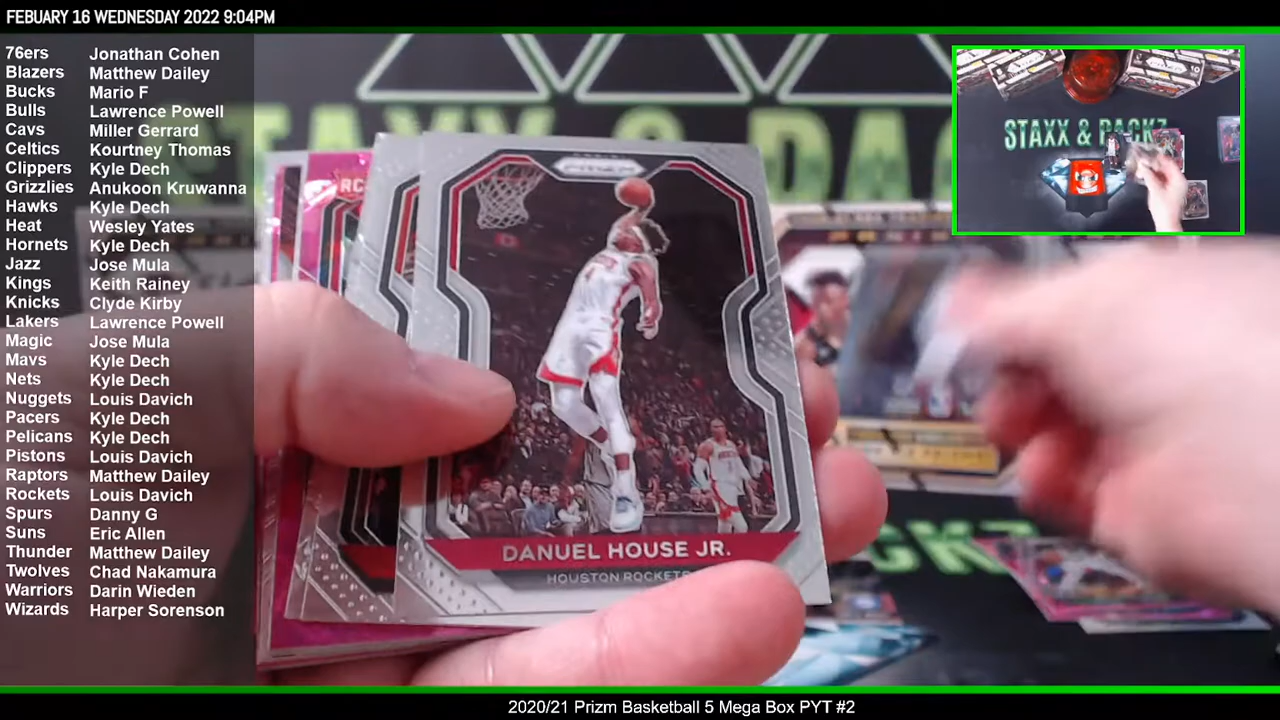 FEBUARY 16 WEDNESDAY 2022 9:04PM
76ers Jonathan Cohen
Blazers Matthew Dailey
Bucks Mario F
Bulls Lawrence Powell
Cavs Miller Gerrard
Celtics Kourtney Thomas
Clippers Kyle Dech
Grizzlies Anukoon Kruwanna
Hawks Kyle Dech
Heat Wesley Yates
Hornets Kyle Dech
Jazz Jose Mula
Kings Keith Rainey
Knicks Clyde Kirby
Lakers Lawrence Powell
Magic Jose Mula
Mavs Kyle Dech
Nets Kyle Dech
Nuggets Louis Davich
Pacers Kyle Dech
Pelicans Kyle Dech
Pistons Louis Davich
Raptors Matthew Dailey
Rockets Louis Davich
Spurs Danny G
Suns Eric Allen
Thunder Matthew Dailey
Twolves Chad Nakamura
Warriors Darin Wieden
Wizards Harper Sorenson
STAXX & PACKZ
PRIZM
RC
DANUEL HOUSE JR.
HOUSTON ROCKETS
STAXX & PACKZ
2020/21 Prizm Basketball 5 Mega Box PYT #2